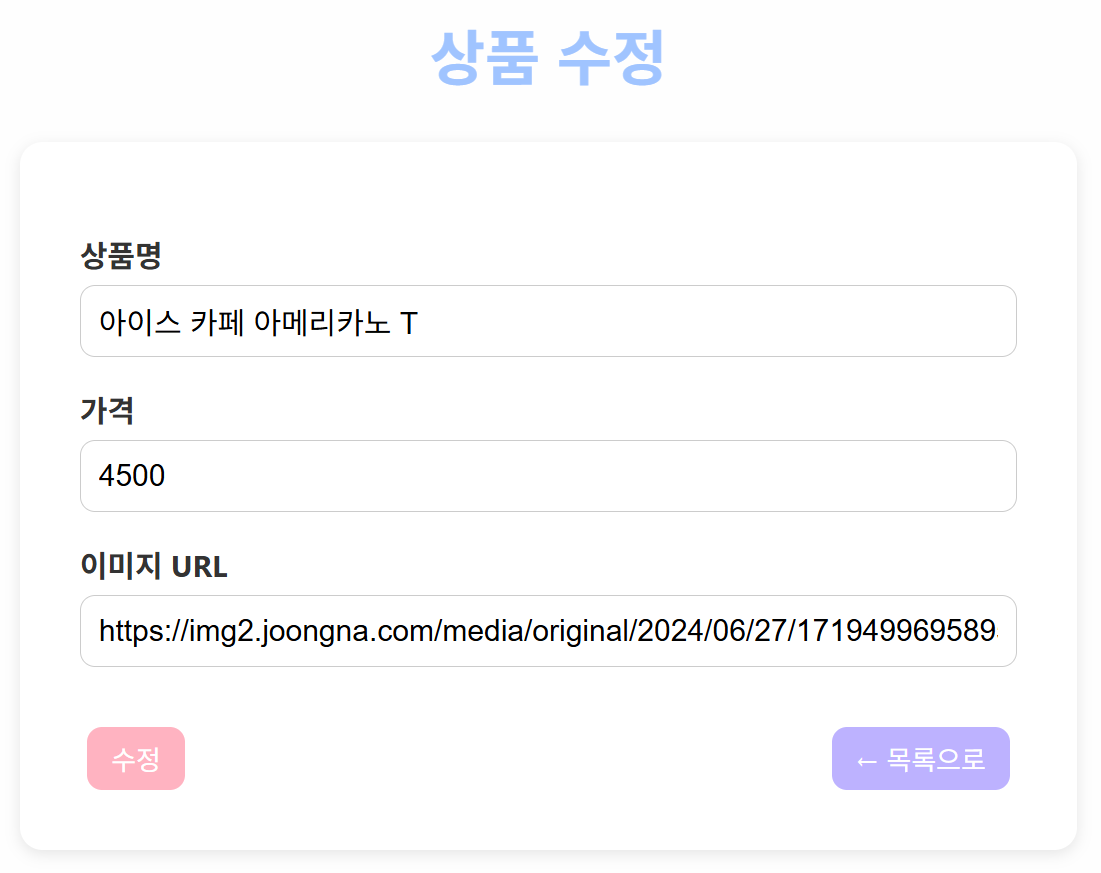 상품 수정
상품명
아이스 카페 아메리카노 T
가격
4500
이미지 URL
https://img2.joongna.com/media/original/2024/06/27/171949969589
수정
← 목록으로